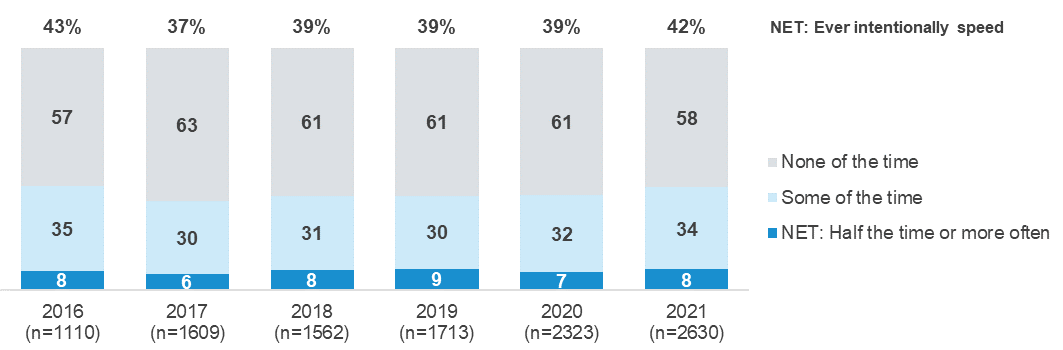 43% 37% 39% 39% 39% 42% NET: Ever intentionally speed
57 63 61 61 61 58
None of the time
Some of the time
35 30 31 30 32 34
NET: Half the time or more often
8 6 8 9 7 8
2016 2017 2018 2019 2020 2021
(n=1110) (n=1609) (n=1562) (n=1713) (n=2323) (n=2630)